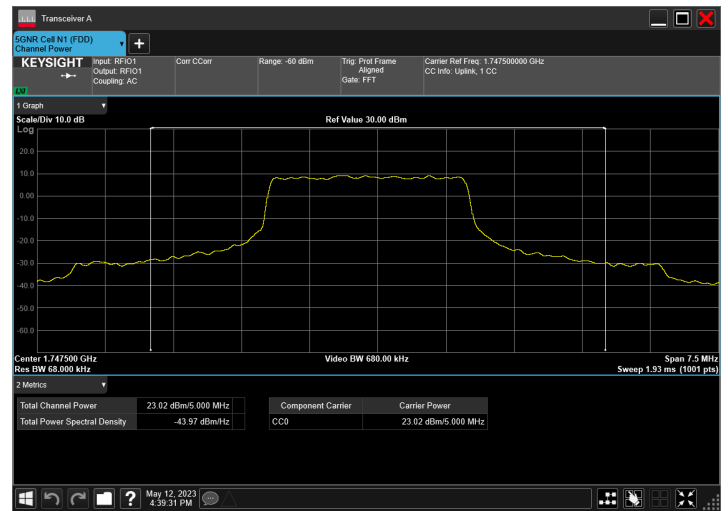 Transceiver A
5GNR Cell N1 (FDD)
Channel Power
KEYSIGHT
LXI
Input: RFIO1
Output: RFIO1
Coupling: AC
Corr CCorr
Range: -60 dBm
Trig: Prot Frame
Aligned
Gate: FFT
Carrier Ref Freq: 1.747500000 GHz
CC Info: Uplink, 1 CC
1 Graph
Scale/Div 10.0 dB
Ref Value 30.00 dBm
Log
20.0
10.0
0.00
-10.0
-20.0
-30.0
-40.0
-50.0
-60.0
Center 1.747500 GHz
Video BW 680.00 kHz
Span 7.5 MHz
Res BW 68.000 kHz
Sweep 1.93 ms (1001 pts)
2 Metrics
Total Channel Power 23.02 dBm/5.000 MHz
Total Power Spectral Density -43.97 dBm/Hz
Component Carrier Carrier Power
CC0 23.02 dBm/5.000 MHz
?
May 12, 2023
4:39:31 PM